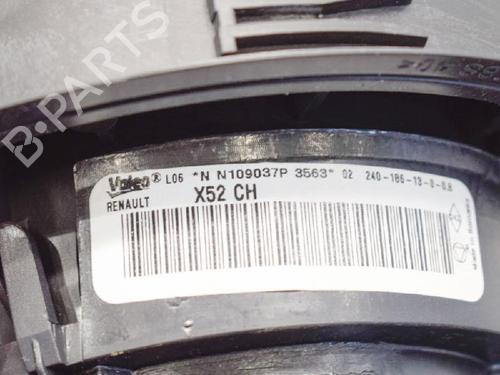 B-PARTS
Valeo® L06 *N N109037P 3563* 02 240-186-13-0-0.8
RENAULT X52 CH